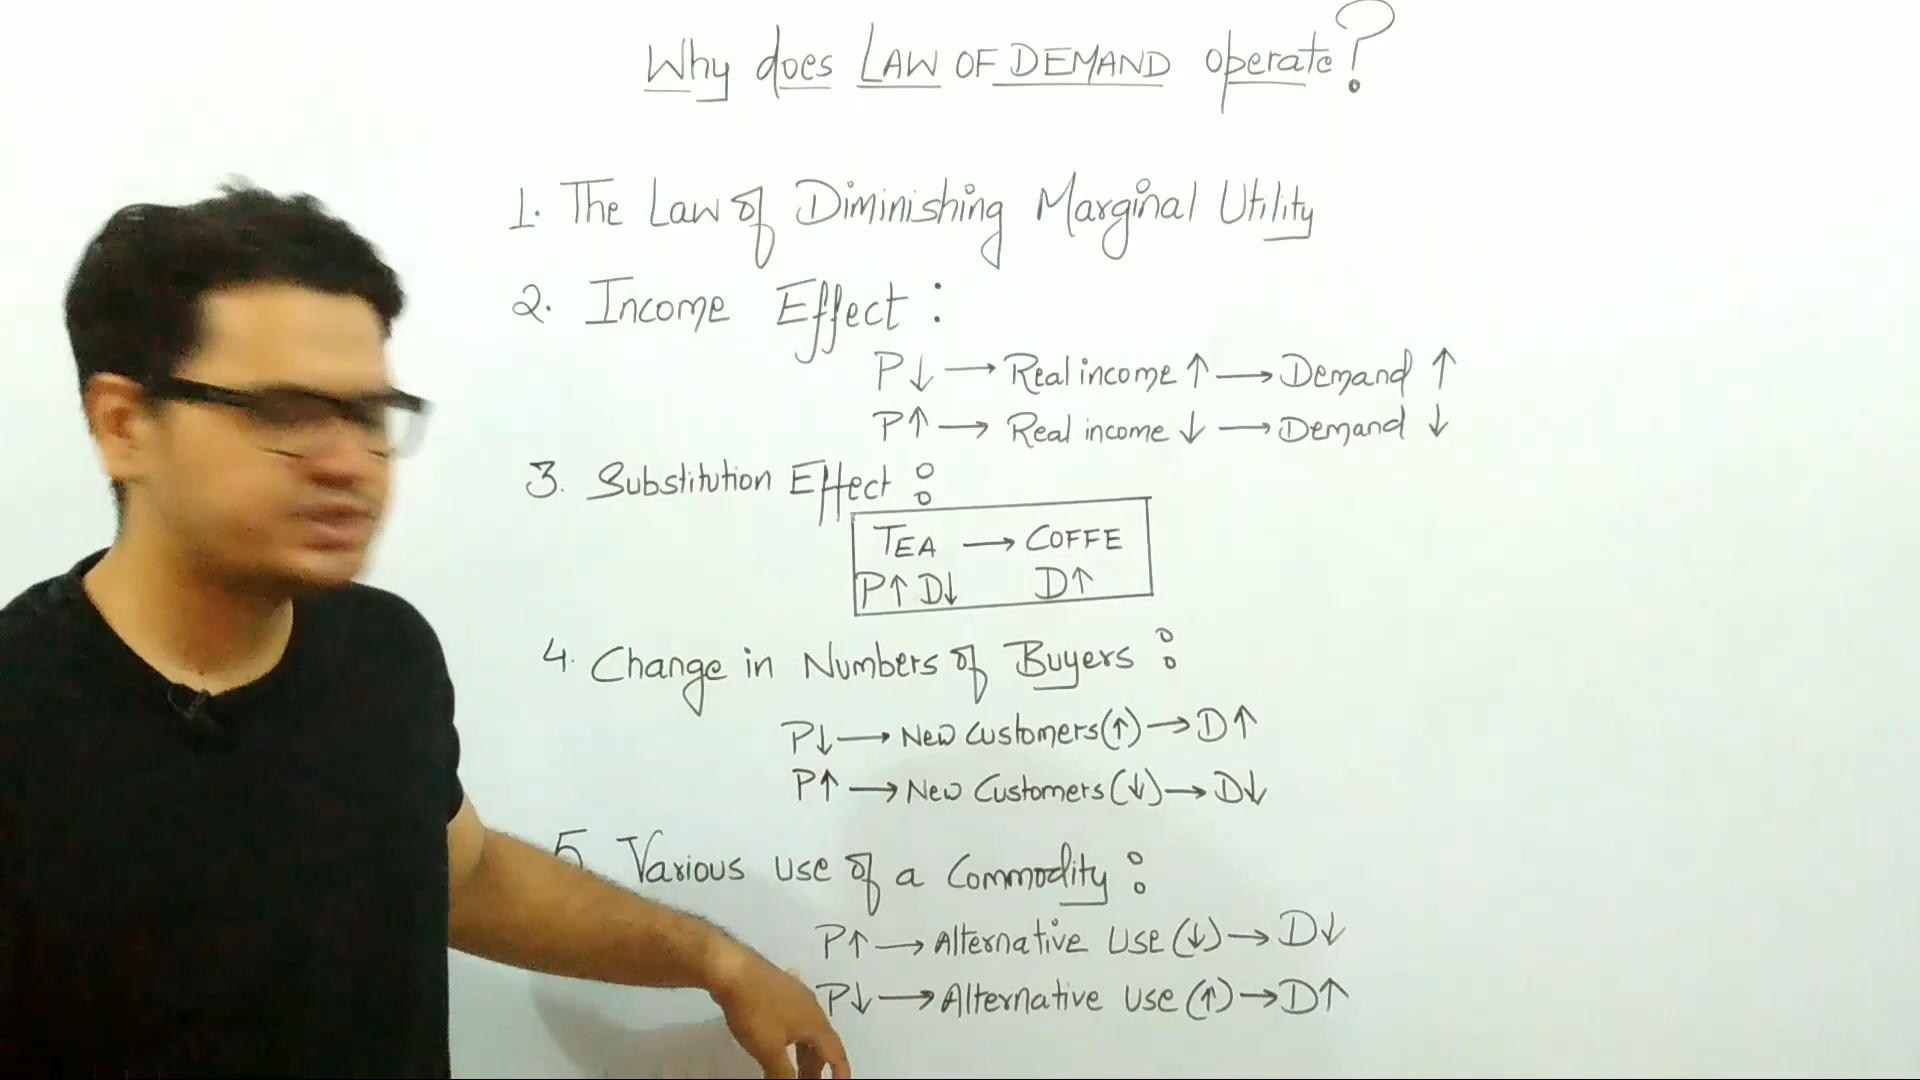 Why does LAW OF DEMAND operate?
1. The Law of Diminishing Marginal Utility
2. Income Effect :
P↓ → Real income ↑ → Demand ↑
P↑ → Real income ↓ → Demand ↓
3. Substitution Effect :
TEA → COFFE
P↑ D↓ D↑
4. Change in Numbers of Buyers :
P↓ → New Customers (↑) → D↑
P↑ → New Customers (↓) → D↓
5. Various use of a Commodity :
P↑ → Alternative Use (↓) → D↓
P↓ → Alternative Use (↑) → D↑